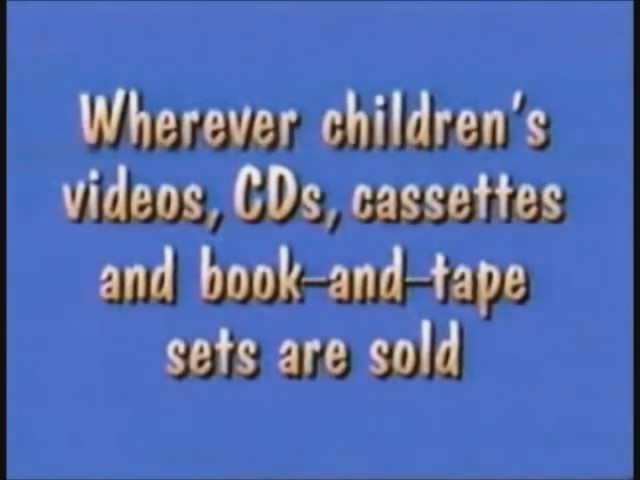 Wherever children's
videos, CDs, cassettes
and book-and-tape
sets are sold